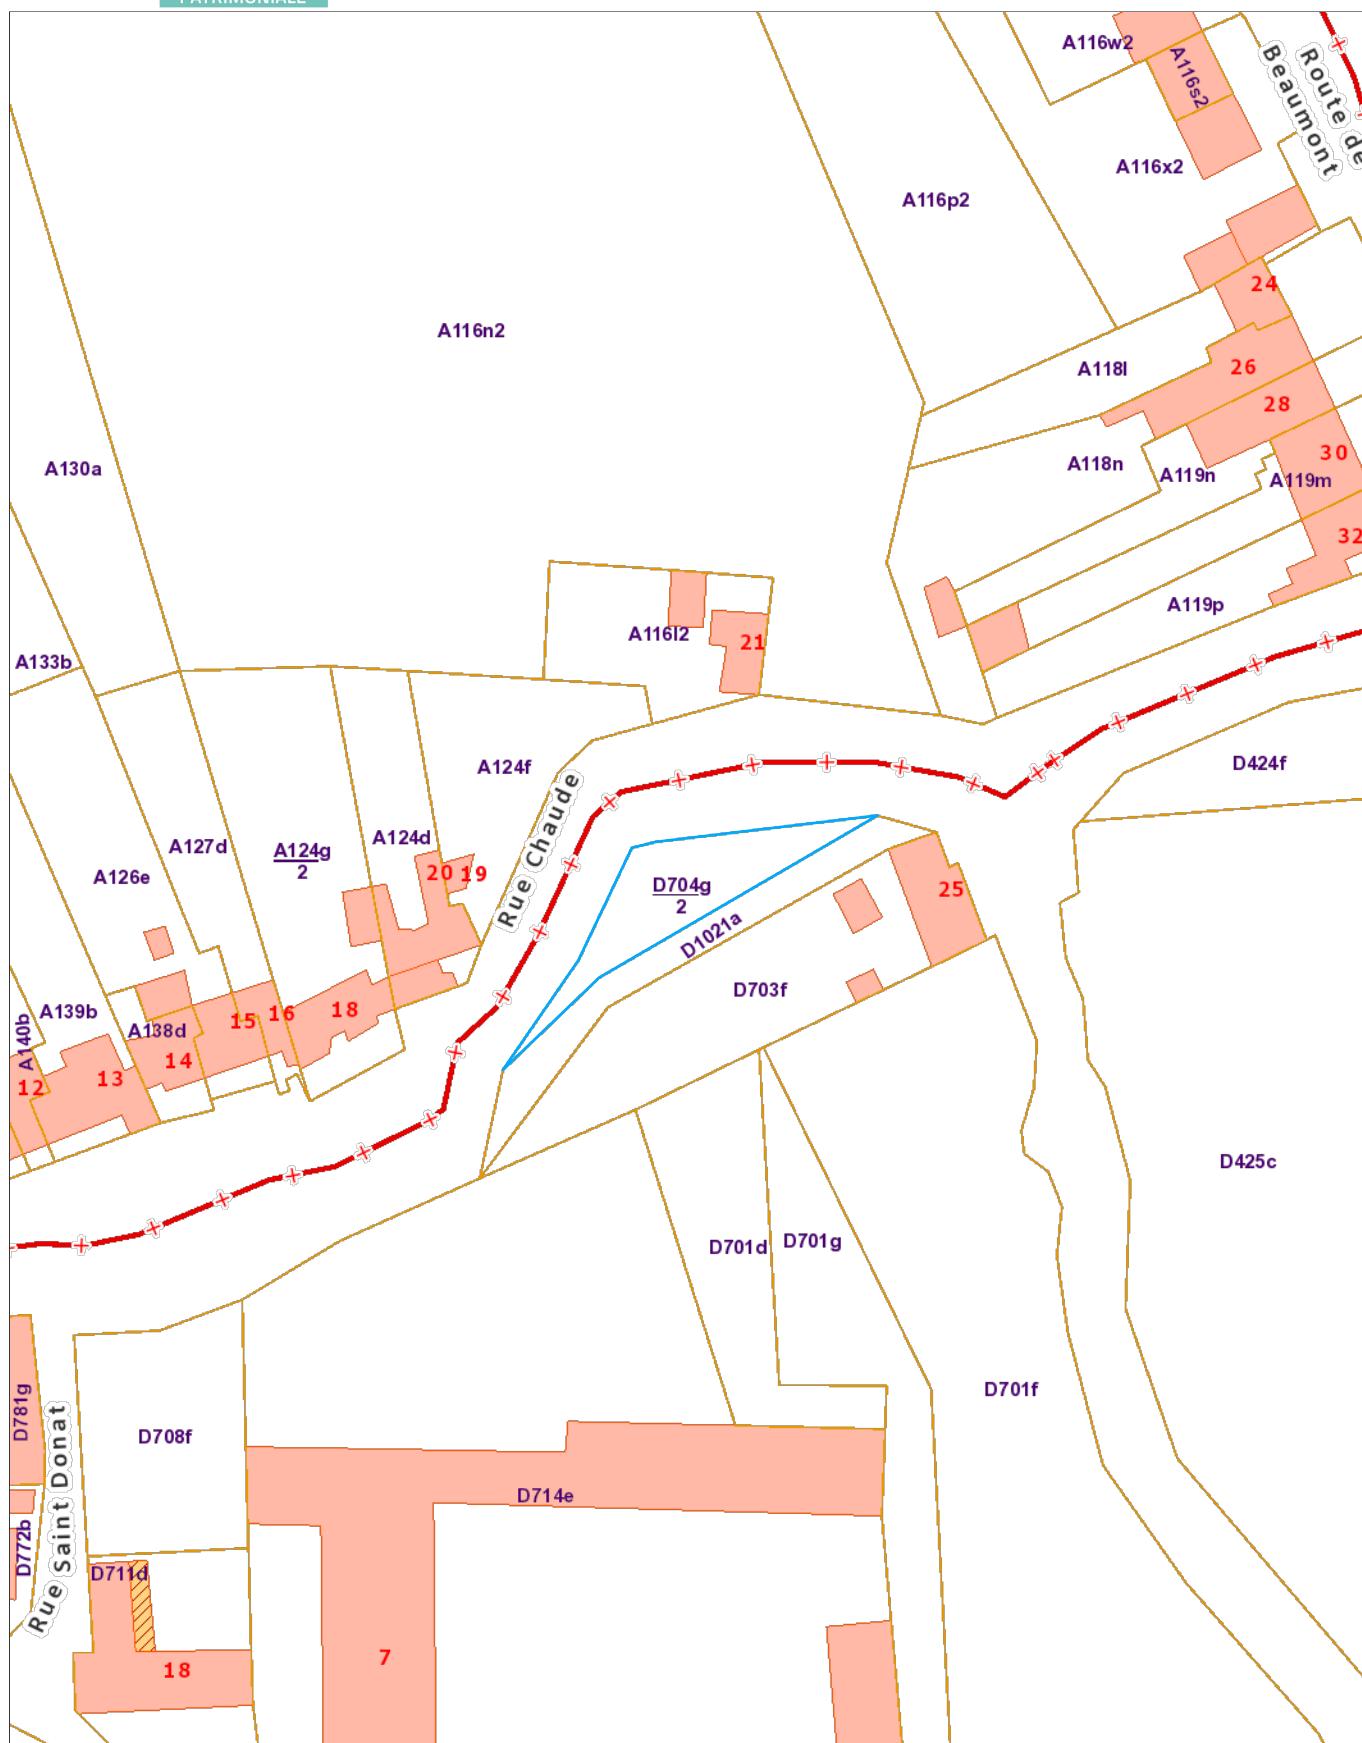 PATRIMONIALE
A116w2
A116s2
Route de
Beaumont
A116x2
A116p2
24
A116n2
26
A118l
28
30
A118n
A119n
A119m
A130a
32
A119p
A116l2
21
A133b
A124f
D424f
Rue Chaude
A127d
A124g
2
A124d
20
19
A126e
D704g
2
25
D1021a
D703f
A139b
A140b
A138d
15
16
18
14
13
12
D425c
D701d
D701g
D701f
D781g
D708f
Rue Saint Donat
D714e
D772b
D711d
18
7